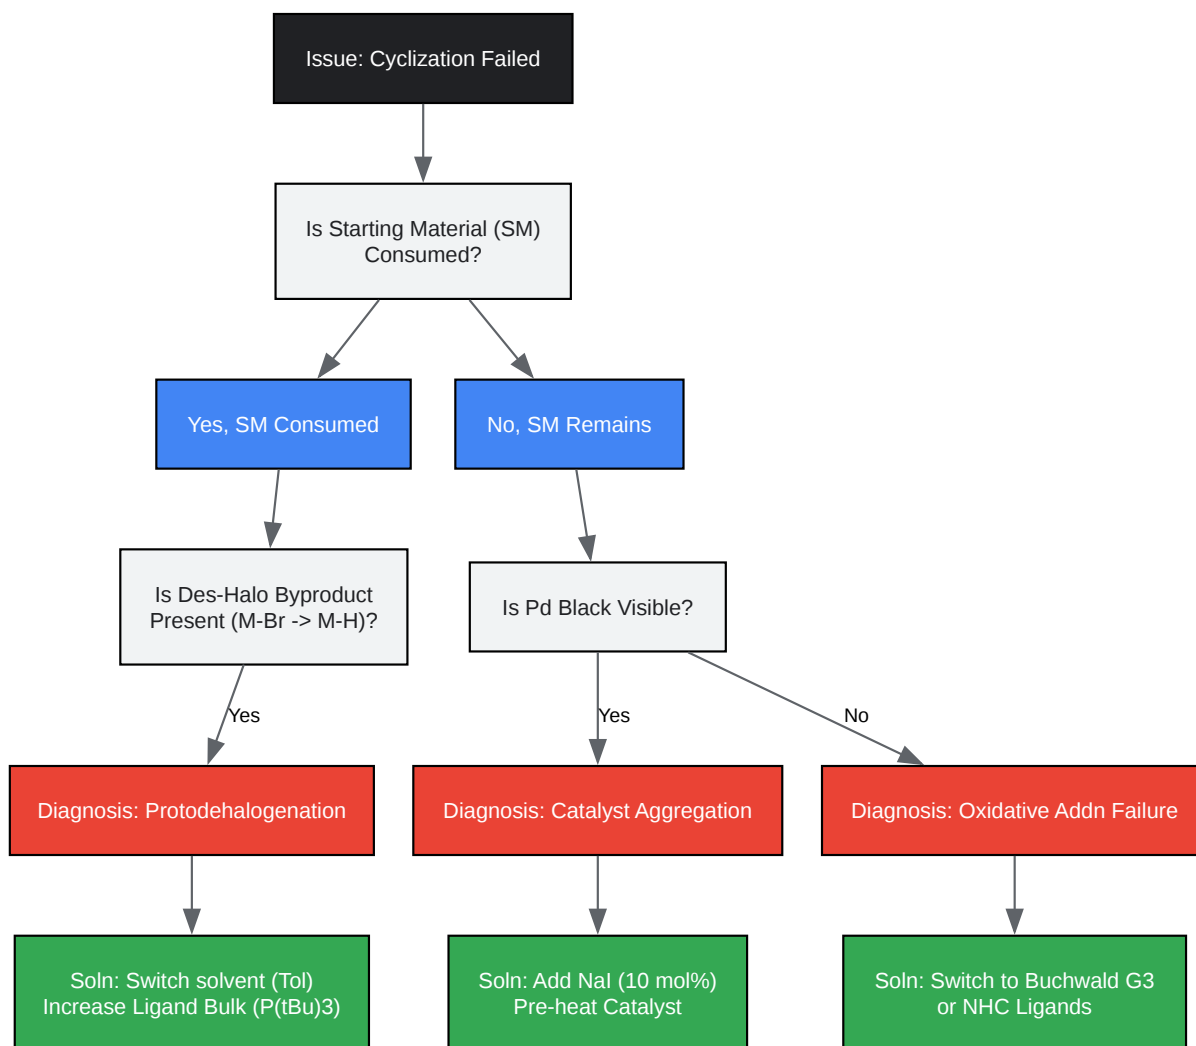 Issue: Cyclization Failed
Is Starting Material (SM)
Consumed?
Yes, SM Consumed
No, SM Remains
Is Des-Halo Byproduct
Present (M-Br -> M-H)?
Is Pd Black Visible?
Yes
Yes
No
Diagnosis: Protodehalogenation
Diagnosis: Catalyst Aggregation
Diagnosis: Oxidative Addn Failure
Soln: Switch solvent (Tol)
Increase Ligand Bulk (P(tBu)3)
Soln: Add NaI (10 mol%)
Pre-heat Catalyst
Soln: Switch to Buchwald G3
or NHC Ligands